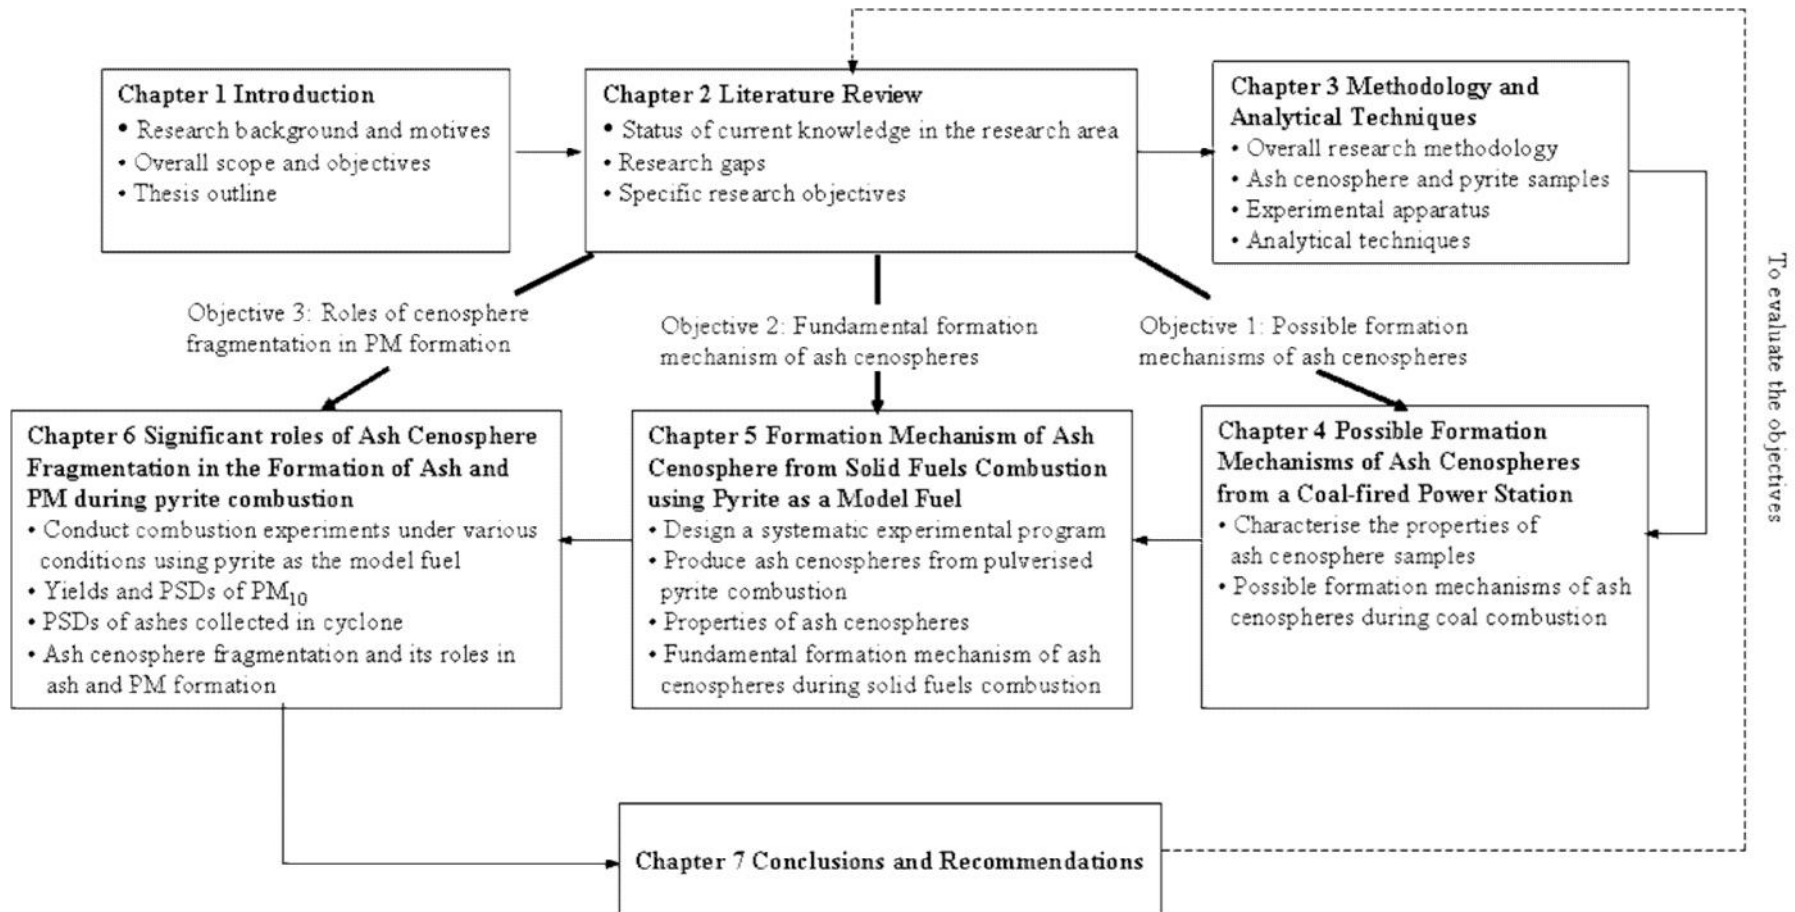 Chapter 1 Introduction
• Research background and motives
• Overall scope and objectives
• Thesis outline
Chapter 2 Literature Review
• Status of current knowledge in the research area
• Research gaps
• Specific research objectives
Chapter 3 Methodology and
Analytical Techniques
• Overall research methodology
• Ash cenosphere and pyrite samples
• Experimental apparatus
• Analytical techniques
To evaluate the objectives
Objective 3: Roles of cenosphere
fragmentation in PM formation
Objective 2: Fundamental formation
mechanism of ash cenospheres
Objective 1: Possible formation
mechanisms of ash cenospheres
Chapter 6 Significant roles of Ash Cenosphere
Fragmentation in the Formation of Ash and
PM during pyrite combustion
• Conduct combustion experiments under various
conditions using pyrite as the model fuel
• Yields and PSDs of PM10
• PSDs of ashes collected in cyclone
• Ash cenosphere fragmentation and its roles in
ash and PM formation
Chapter 5 Formation Mechanism of Ash
Cenosphere from Solid Fuels Combustion
using Pyrite as a Model Fuel
• Design a systematic experimental program
• Produce ash cenospheres from pulverised
pyrite combustion
• Properties of ash cenospheres
• Fundamental formation mechanism of ash
cenospheres during solid fuels combustion
Chapter 4 Possible Formation
Mechanisms of Ash Cenospheres
from a Coal-fired Power Station
• Characterise the properties of
ash cenosphere samples
• Possible formation mechanisms of ash
cenospheres during coal combustion
Chapter 7 Conclusions and Recommendations